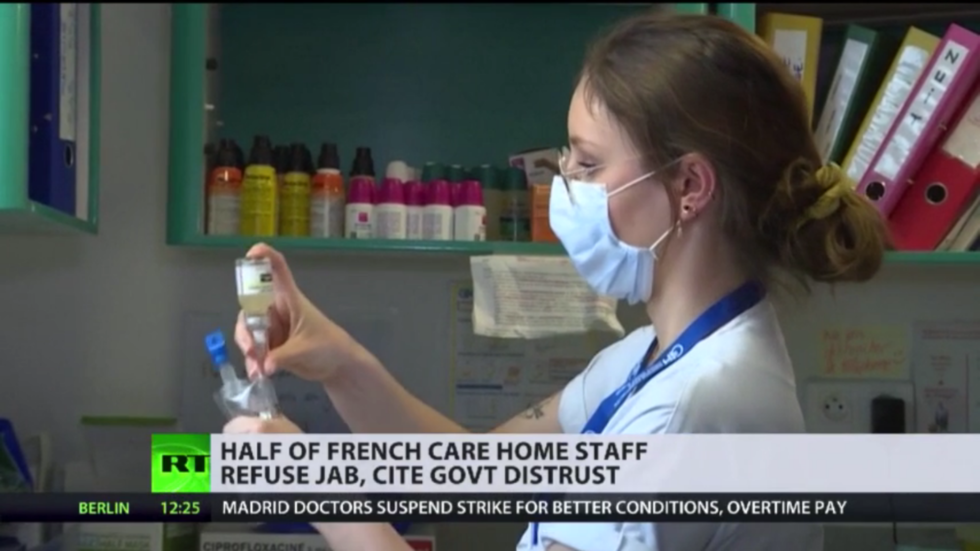 RT
HALF OF FRENCH CARE HOME STAFF
REFUSE JAB, CITE GOVT DISTRUST
BERLIN 12:25 MADRID DOCTORS SUSPEND STRIKE FOR BETTER CONDITIONS, OVERTIME PAY
CIPROFLOXACINE